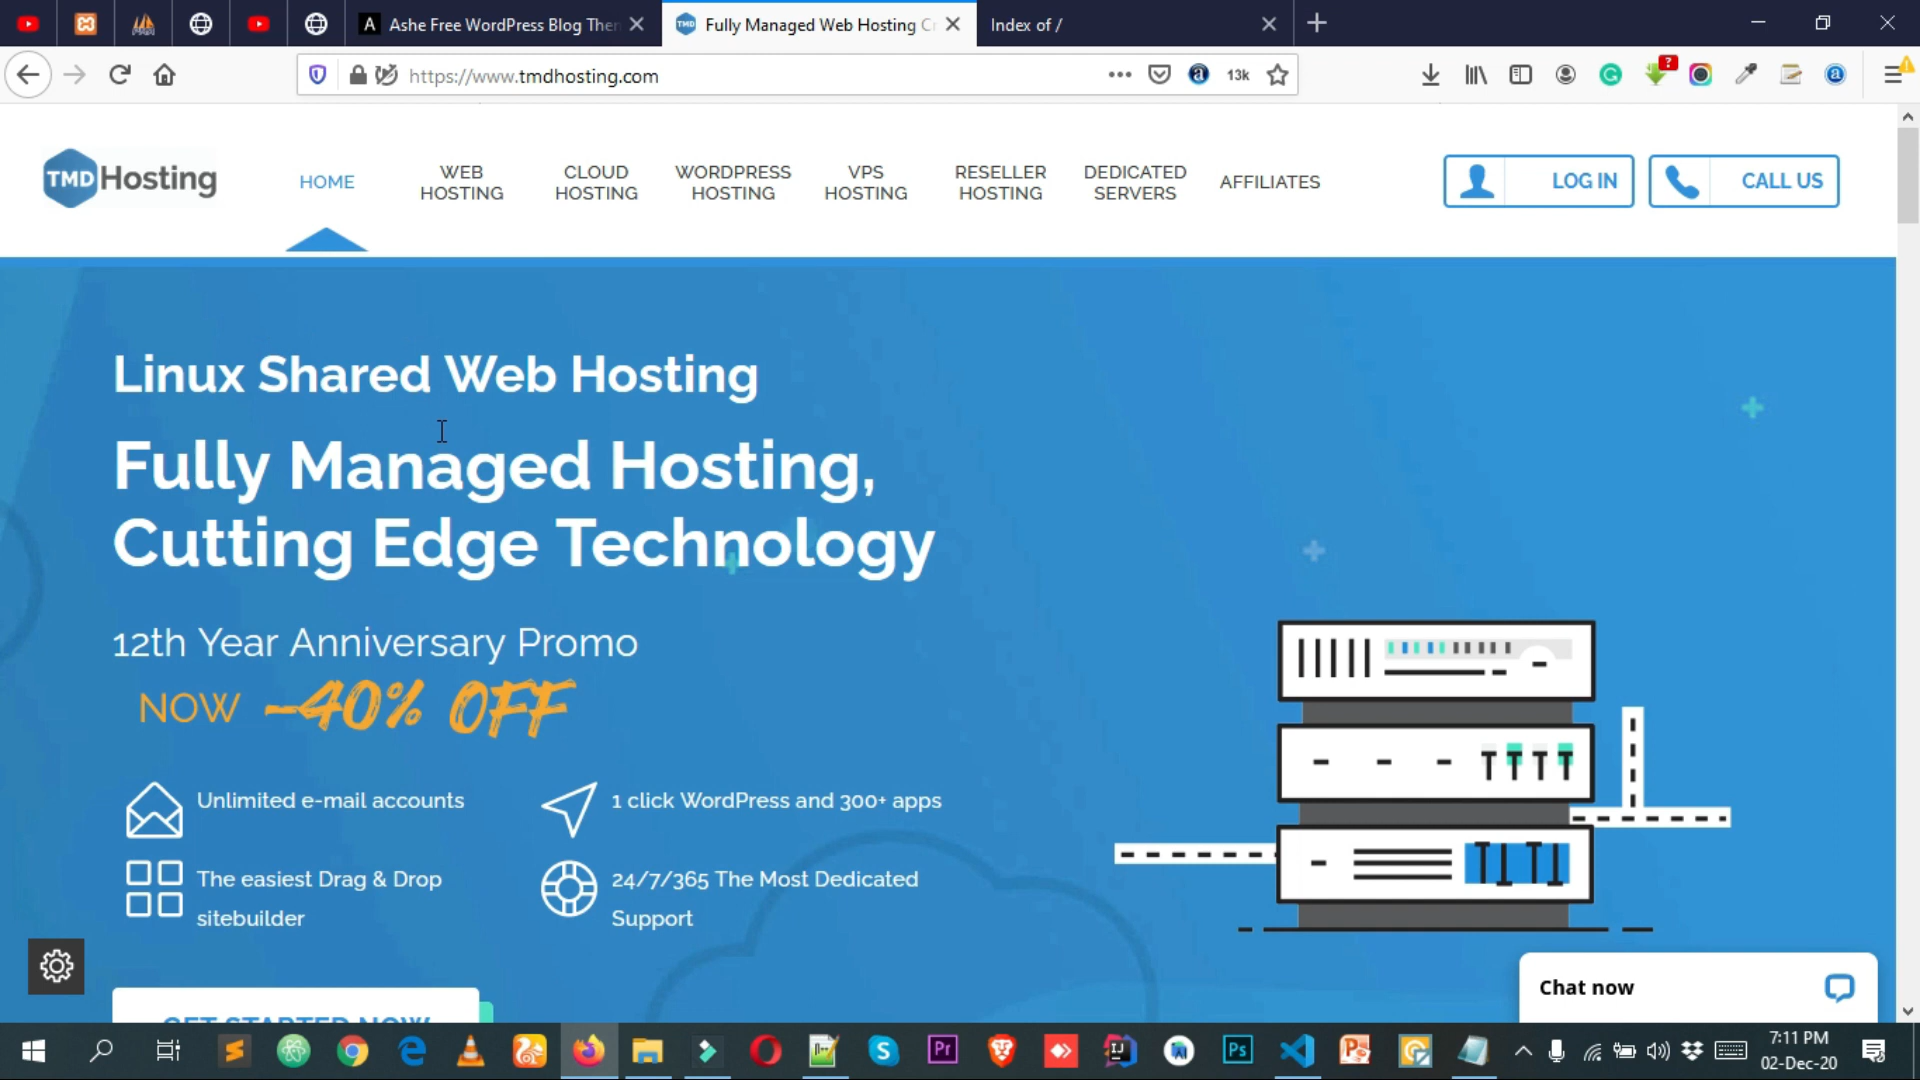 Ashe Free WordPress Blog Then
Fully Managed Web Hosting C
Index of /
https://www.tmdhosting.com
13k
TMD Hosting
HOME
WEB
HOSTING
CLOUD
HOSTING
WORDPRESS
HOSTING
VPS
HOSTING
RESELLER
HOSTING
DEDICATED
SERVERS
AFFILIATES
LOG IN
CALL US
Linux Shared Web Hosting
Fully Managed Hosting,
Cutting Edge Technology
12th Year Anniversary Promo
NOW -40% OFF
Unlimited e-mail accounts
1 click WordPress and 300+ apps
The easiest Drag & Drop
sitebuilder
24/7/365 The Most Dedicated
Support
GET STARTED NOW
Chat now
7:11 PM
02-Dec-20